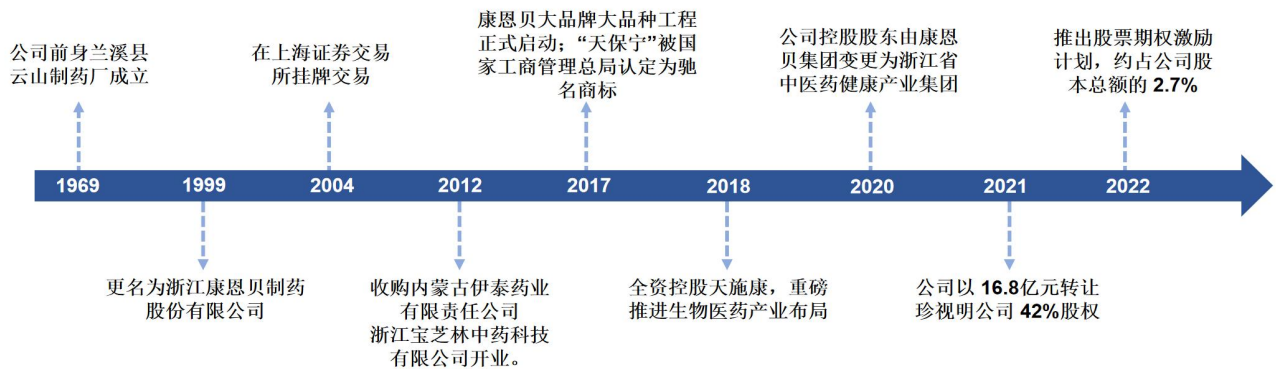 公司前身兰溪县
云山制药厂成立
在上海证券交易
所挂牌交易
康恩贝大品牌大品种工程
正式启动；“天保宁”被国
家工商管理总局认定为驰
名商标
公司控股股东由康恩
贝集团变更为浙江省
中医药健康产业集团
推出股票期权激励
计划，约占公司股
本总额的 2.7%
1969
1999
2004
2012
2017
2018
2020
2021
2022
更名为浙江康恩贝制药
股份有限公司
收购内蒙古伊泰药业
有限责任公司
浙江宝芝林中药科技
有限公司开业。
全资控股天施康，重磅
推进生物医药产业布局
公司以 16.8亿元转让
珍视明公司 42%股权